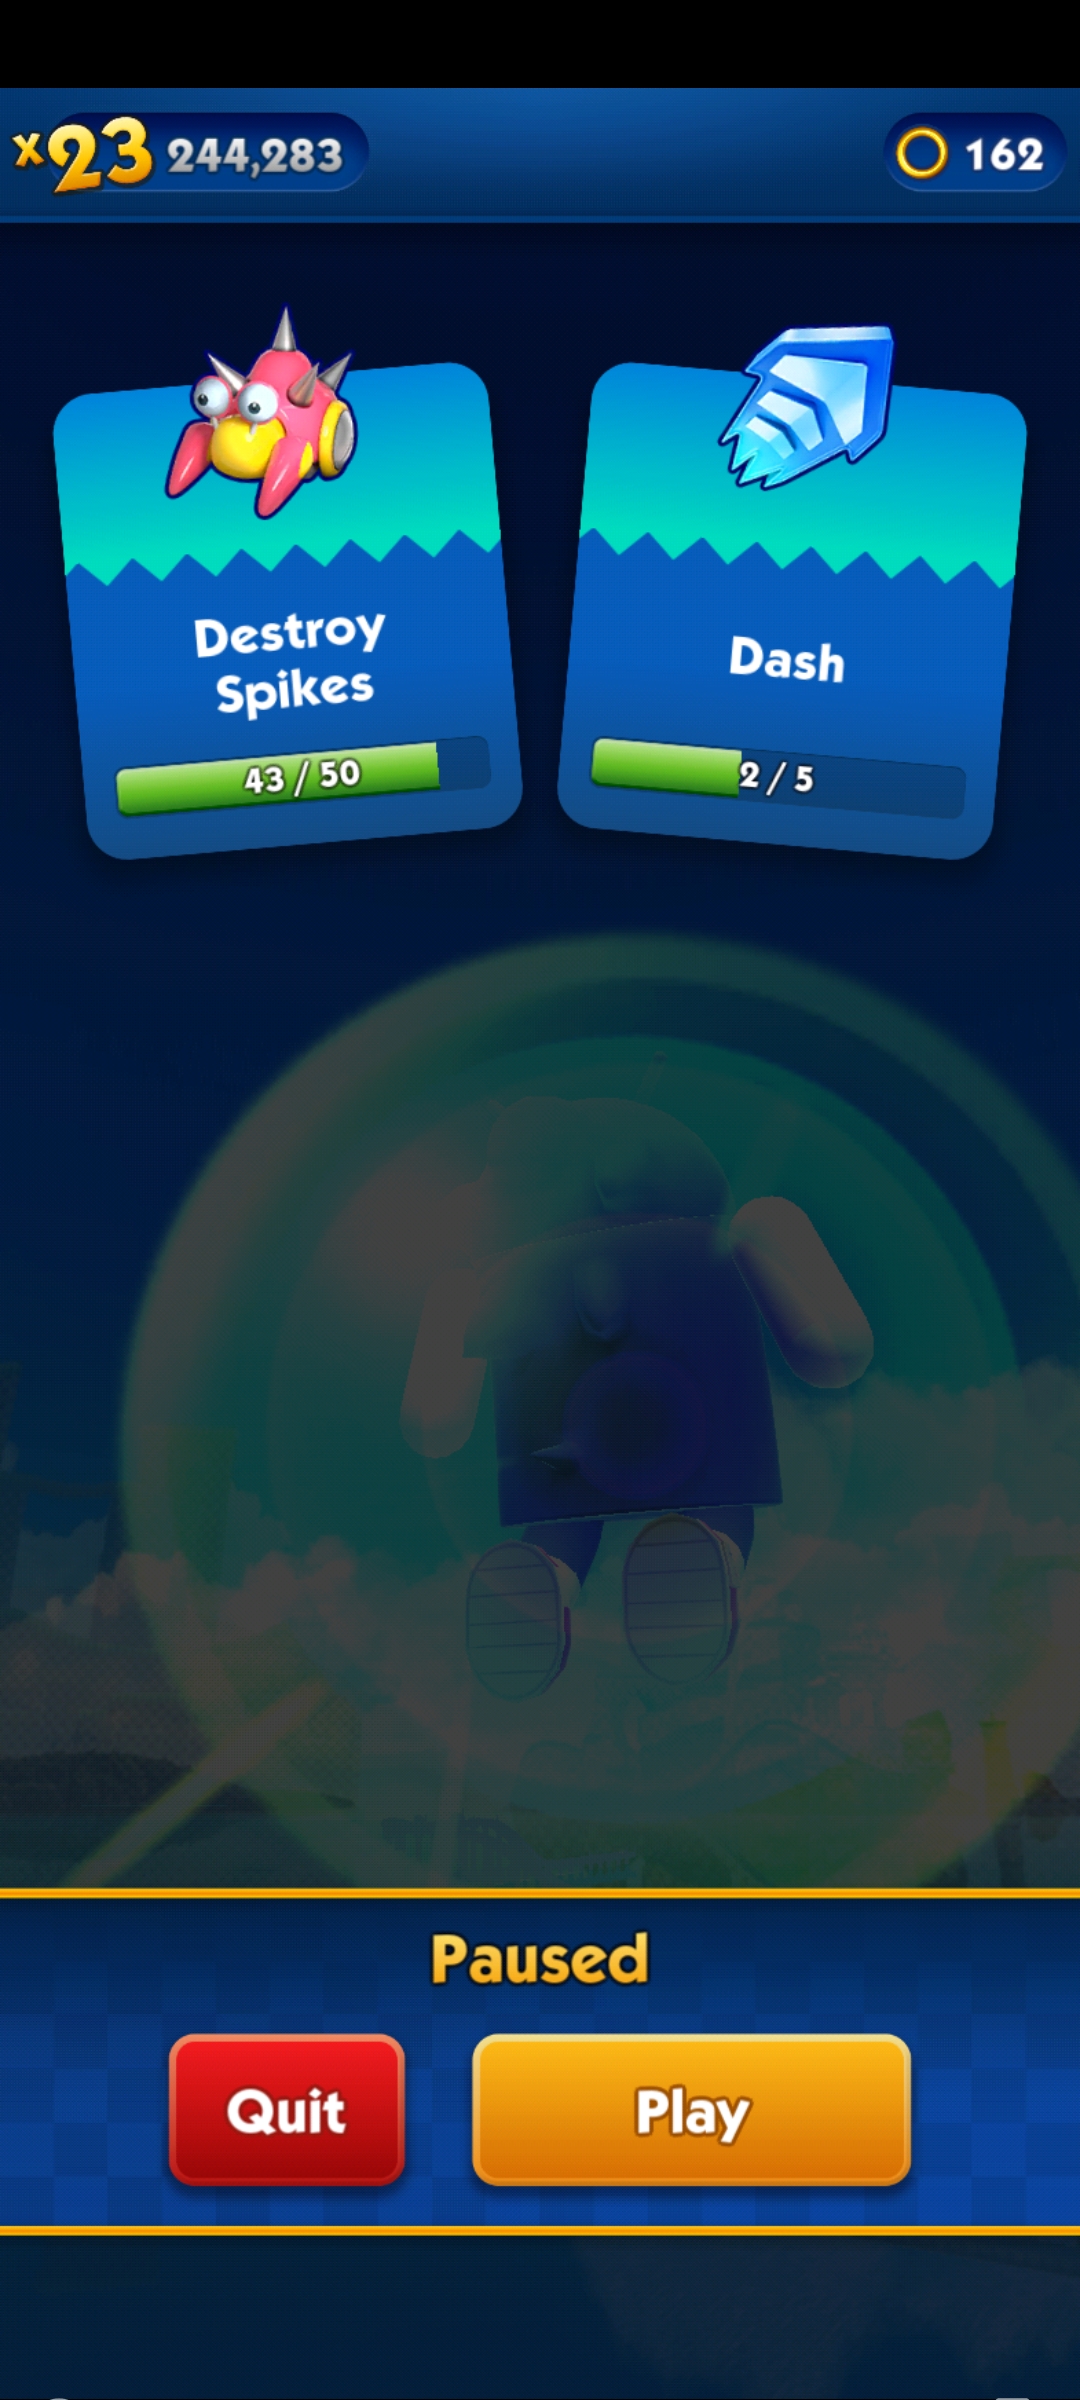 x23 244,283
162
Destroy
Spikes
43 / 50
Dash
2 / 5
Paused
Quit
Play